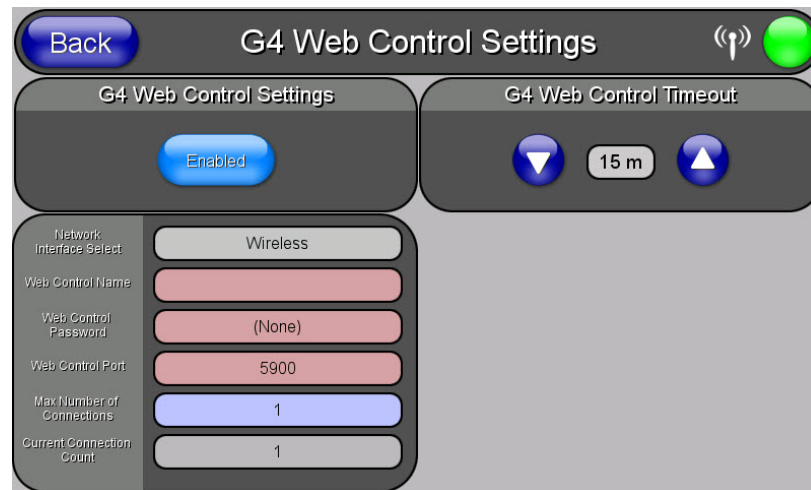 Back
G4 Web Control Settings
G4 Web Control Settings
Enabled
G4 Web Control Timeout
15 m
Network
Interface Select
Wireless
Web Control Name
Web Control
Password
(None)
Web Control Port
5900
Max Number of
Connections
1
Current Connection
Count
1